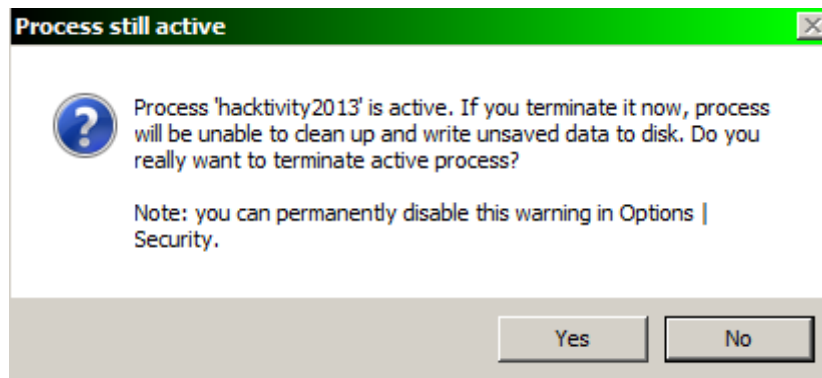 Process still active
Process 'hacktivity2013' is active. If you terminate it now, process
will be unable to clean up and write unsaved data to disk. Do you
really want to terminate active process?
Note: you can permanently disable this warning in Options |
Security.
Yes
No